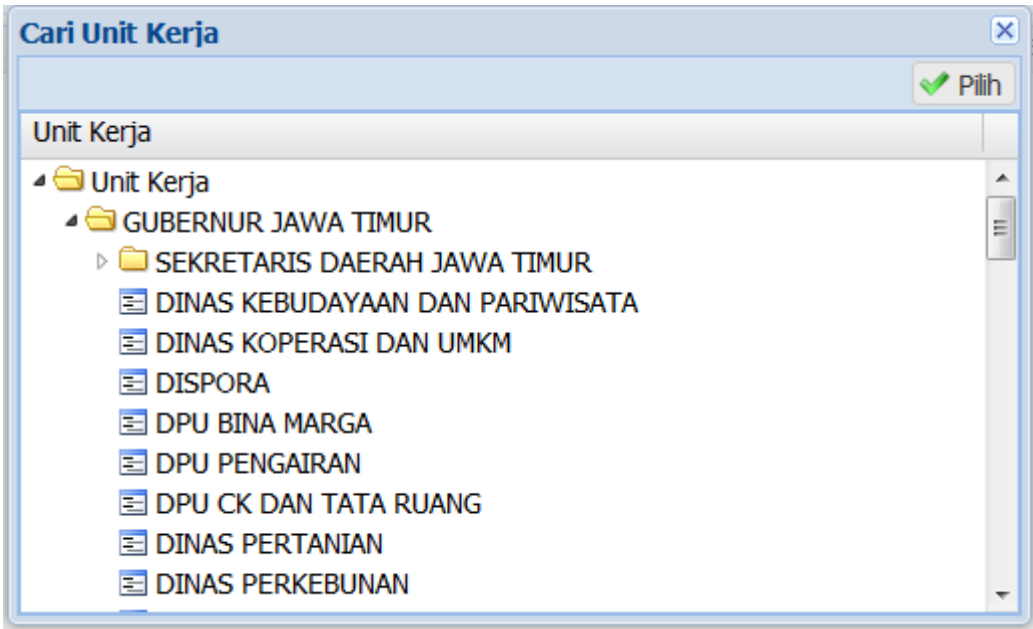 Cari Unit Kerja
Pilih
Unit Kerja
Unit Kerja
GUBERNUR JAWA TIMUR
SEKRETARIS DAERAH JAWA TIMUR
DINAS KEBUDAYAAN DAN PARIWISATA
DINAS KOPERASI DAN UMKM
DISPORA
DPU BINA MARGA
DPU PENGAIRAN
DPU CK DAN TATA RUANG
DINAS PERTANIAN
DINAS PERKEBUNAN